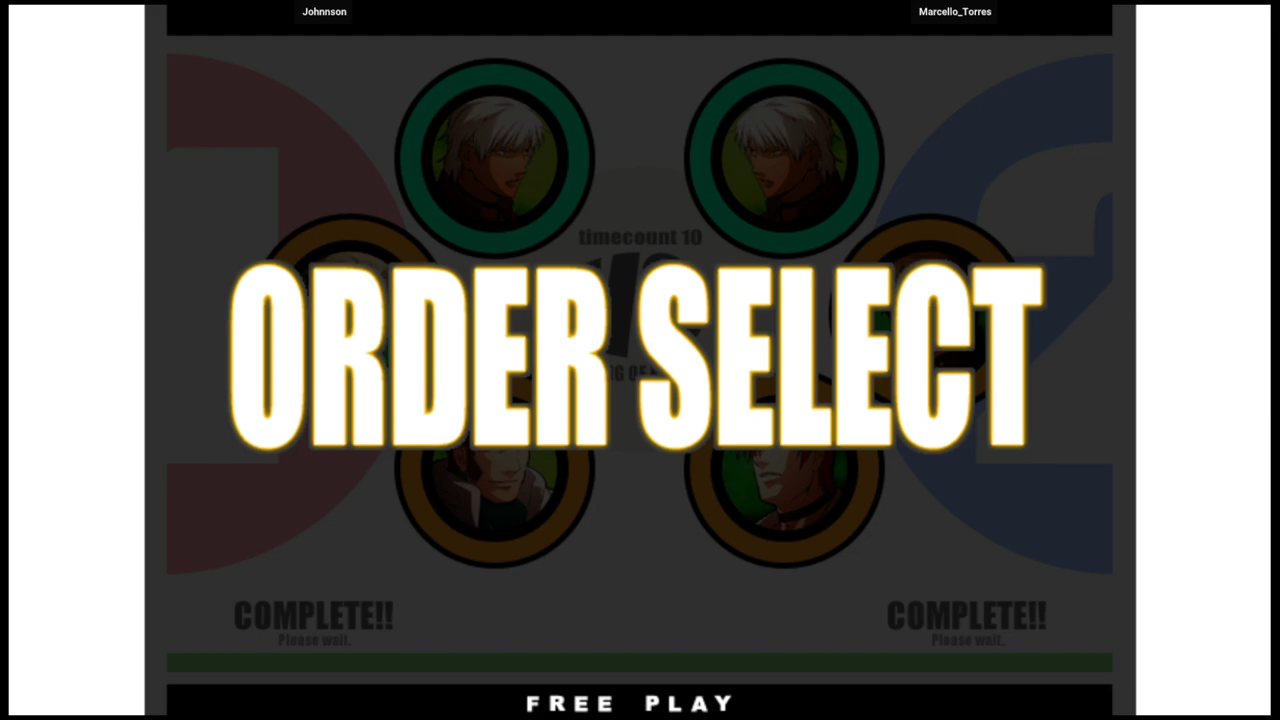 Johnnson
Marcello_Torres
timecount 10
ORDER SELECT
COMPLETE!!
Please wait.
COMPLETE!!
Please wait.
FREE PLAY